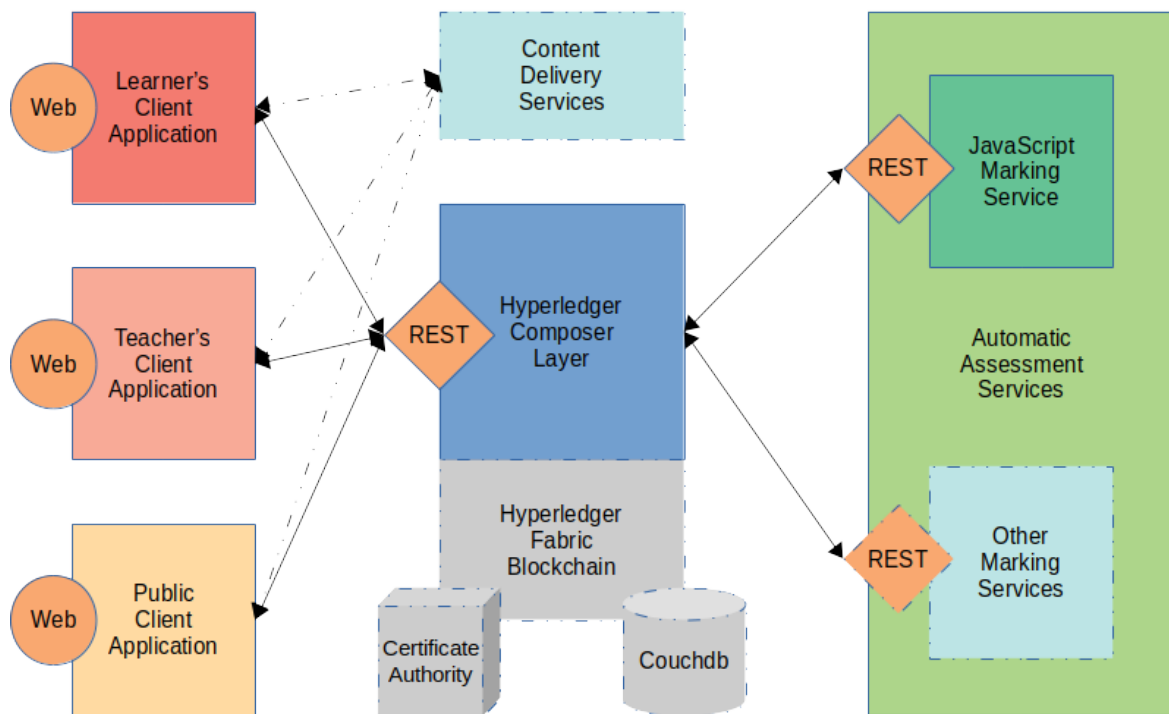 Web
Learner's
Client
Application
Content
Delivery
Services
REST
JavaScript
Marking
Service
Web
Teacher's
Client
Application
REST
Hyperledger
Composer
Layer
Automatic
Assessment
Services
Web
Public
Client
Application
Hyperledger
Fabric
Blockchain
Certificate
Authority
Couchdb
REST
Other
Marking
Services